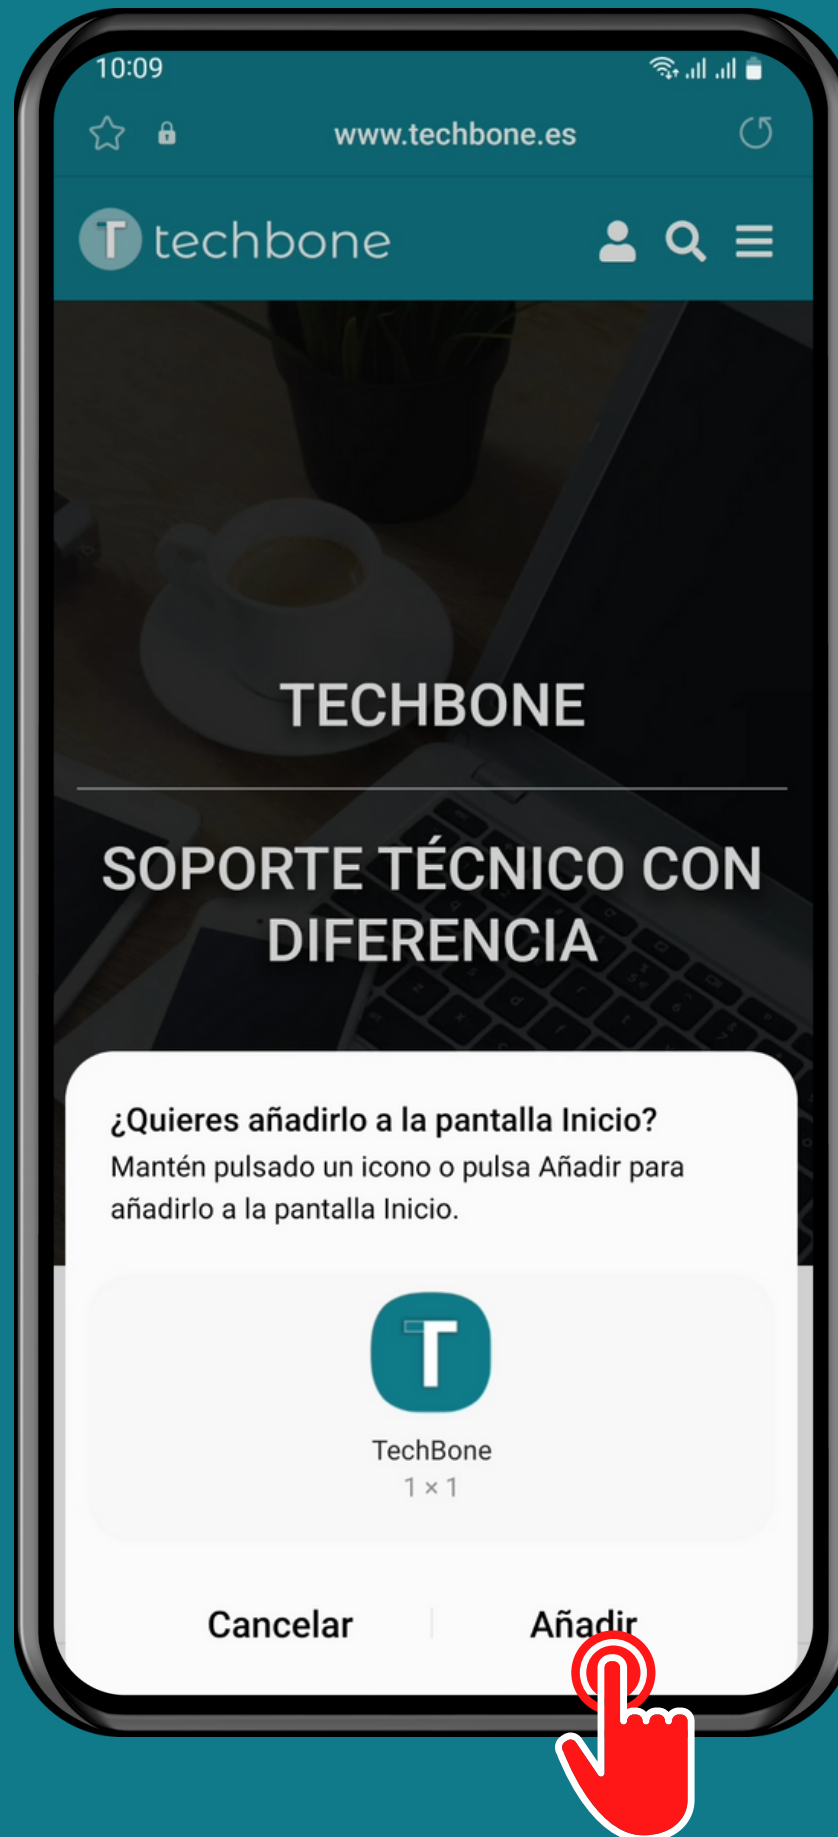 10:09
www.techbone.es
T techbone
TECHBONE
SOPORTE TÉCNICO CON
DIFERENCIA
¿Quieres añadirlo a la pantalla Inicio?
Mantén pulsado un icono o pulsa Añadir para
añadirlo a la pantalla Inicio.
T
TechBone
1 × 1
Cancelar Añadir